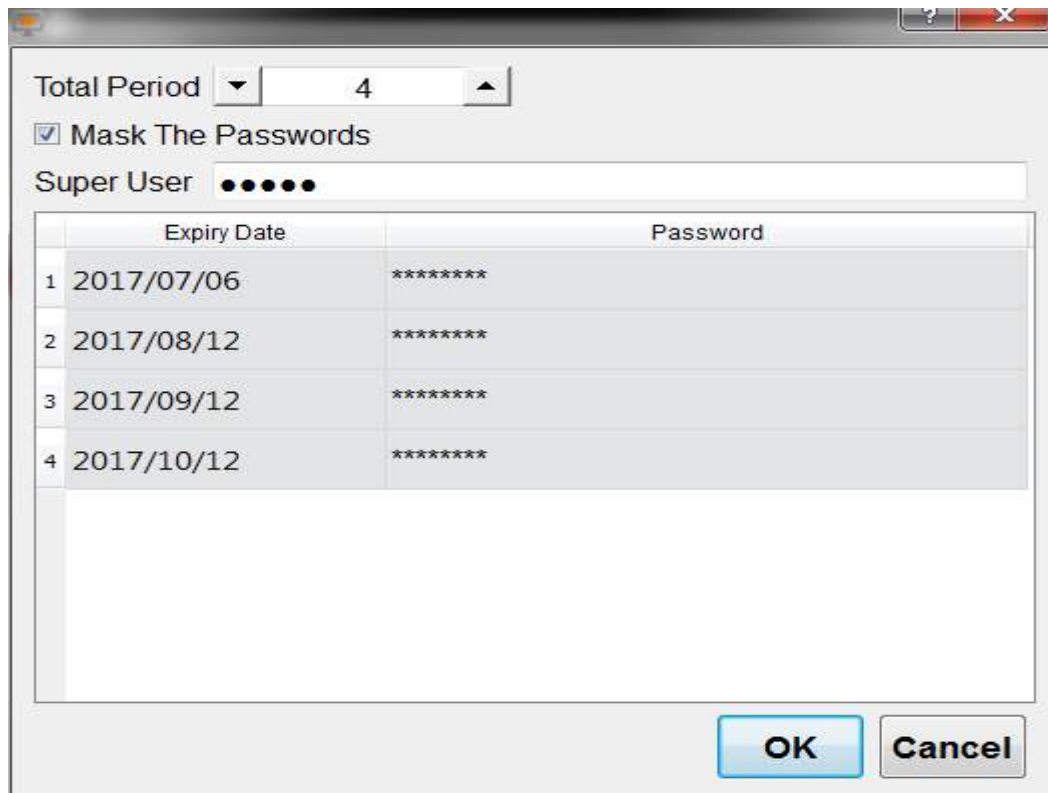 ?
Total Period 4
Mask The Passwords
Super User ●●●●●
Expiry Date Password
1 2017/07/06 ********
2 2017/08/12 ********
3 2017/09/12 ********
4 2017/10/12 ********
OK Cancel